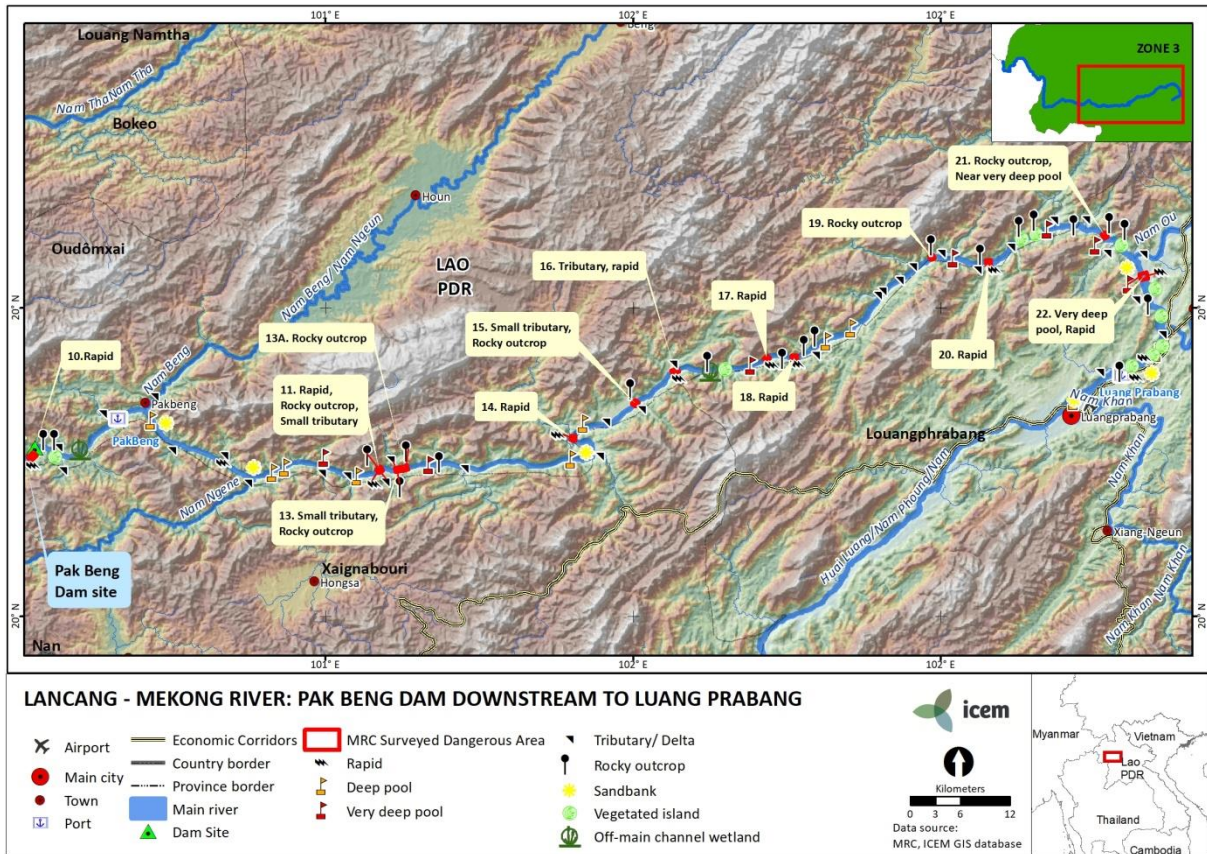 101° E
102° E
102° E
Louang Namtha
Beng
ZONE 3
Nam Tha
Nam Tha
Bokeo
21. Rocky outcrop,
Near very deep pool
Houn
19. Rocky outcrop
Nam Ou
Oudômxai
Nam Beng/Nam Ngeun
LAO
PDR
16. Tributary, rapid
20° N
20° N
17. Rapid
13A. Rocky outcrop
15. Small tributary,
Rocky outcrop
22. Very deep
pool, Rapid
10.Rapid
20. Rapid
Nam Beng
11. Rapid,
Rocky outcrop,
Small tributary
Luang Prabang
18. Rapid
Nam Khan
Pakbeng
14. Rapid
Luangprabang
PakBeng
Louangphrabang
Nam Ngene
Nam Khan
13. Small tributary,
Rocky outcrop
Huai Luang/Nam Phoung/Nam
Xiang-Ngeun
Pak Beng
Dam site
Xaignabouri
Hongsa
Nam Khan
Nam Khan
20° N
20° N
Nan
101° E
102° E
102° E
LANCANG - MEKONG RIVER: PAK BENG DAM DOWNSTREAM TO LUANG PRABANG
Airport
Main city
Town
Port
Economic Corridors
Country border
Province border
Main river
Dam Site
MRC Surveyed Dangerous Area
Rapid
Deep pool
Very deep pool
Tributary/ Delta
Rocky outcrop
Sandbank
Vegetated island
Off-main channel wetland
icem
Kilometers
0 3 6 12
Data source:
MRC, ICEM GIS database
Myanmar
Vietnam
Lao
PDR
Thailand
Cambodia